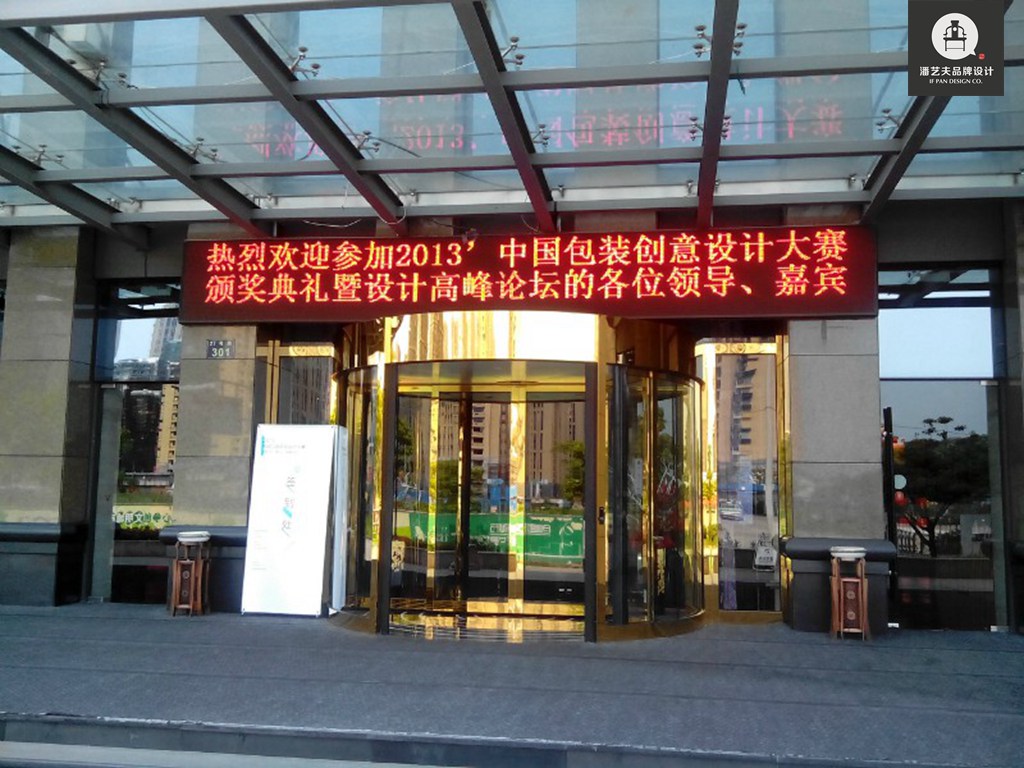 潘艺夫品牌设计
IF PAN DESIGN CO.
热烈欢迎参加2013’中国包装创意设计大赛
颁奖典礼暨设计高峰论坛的各位领导、嘉宾
301